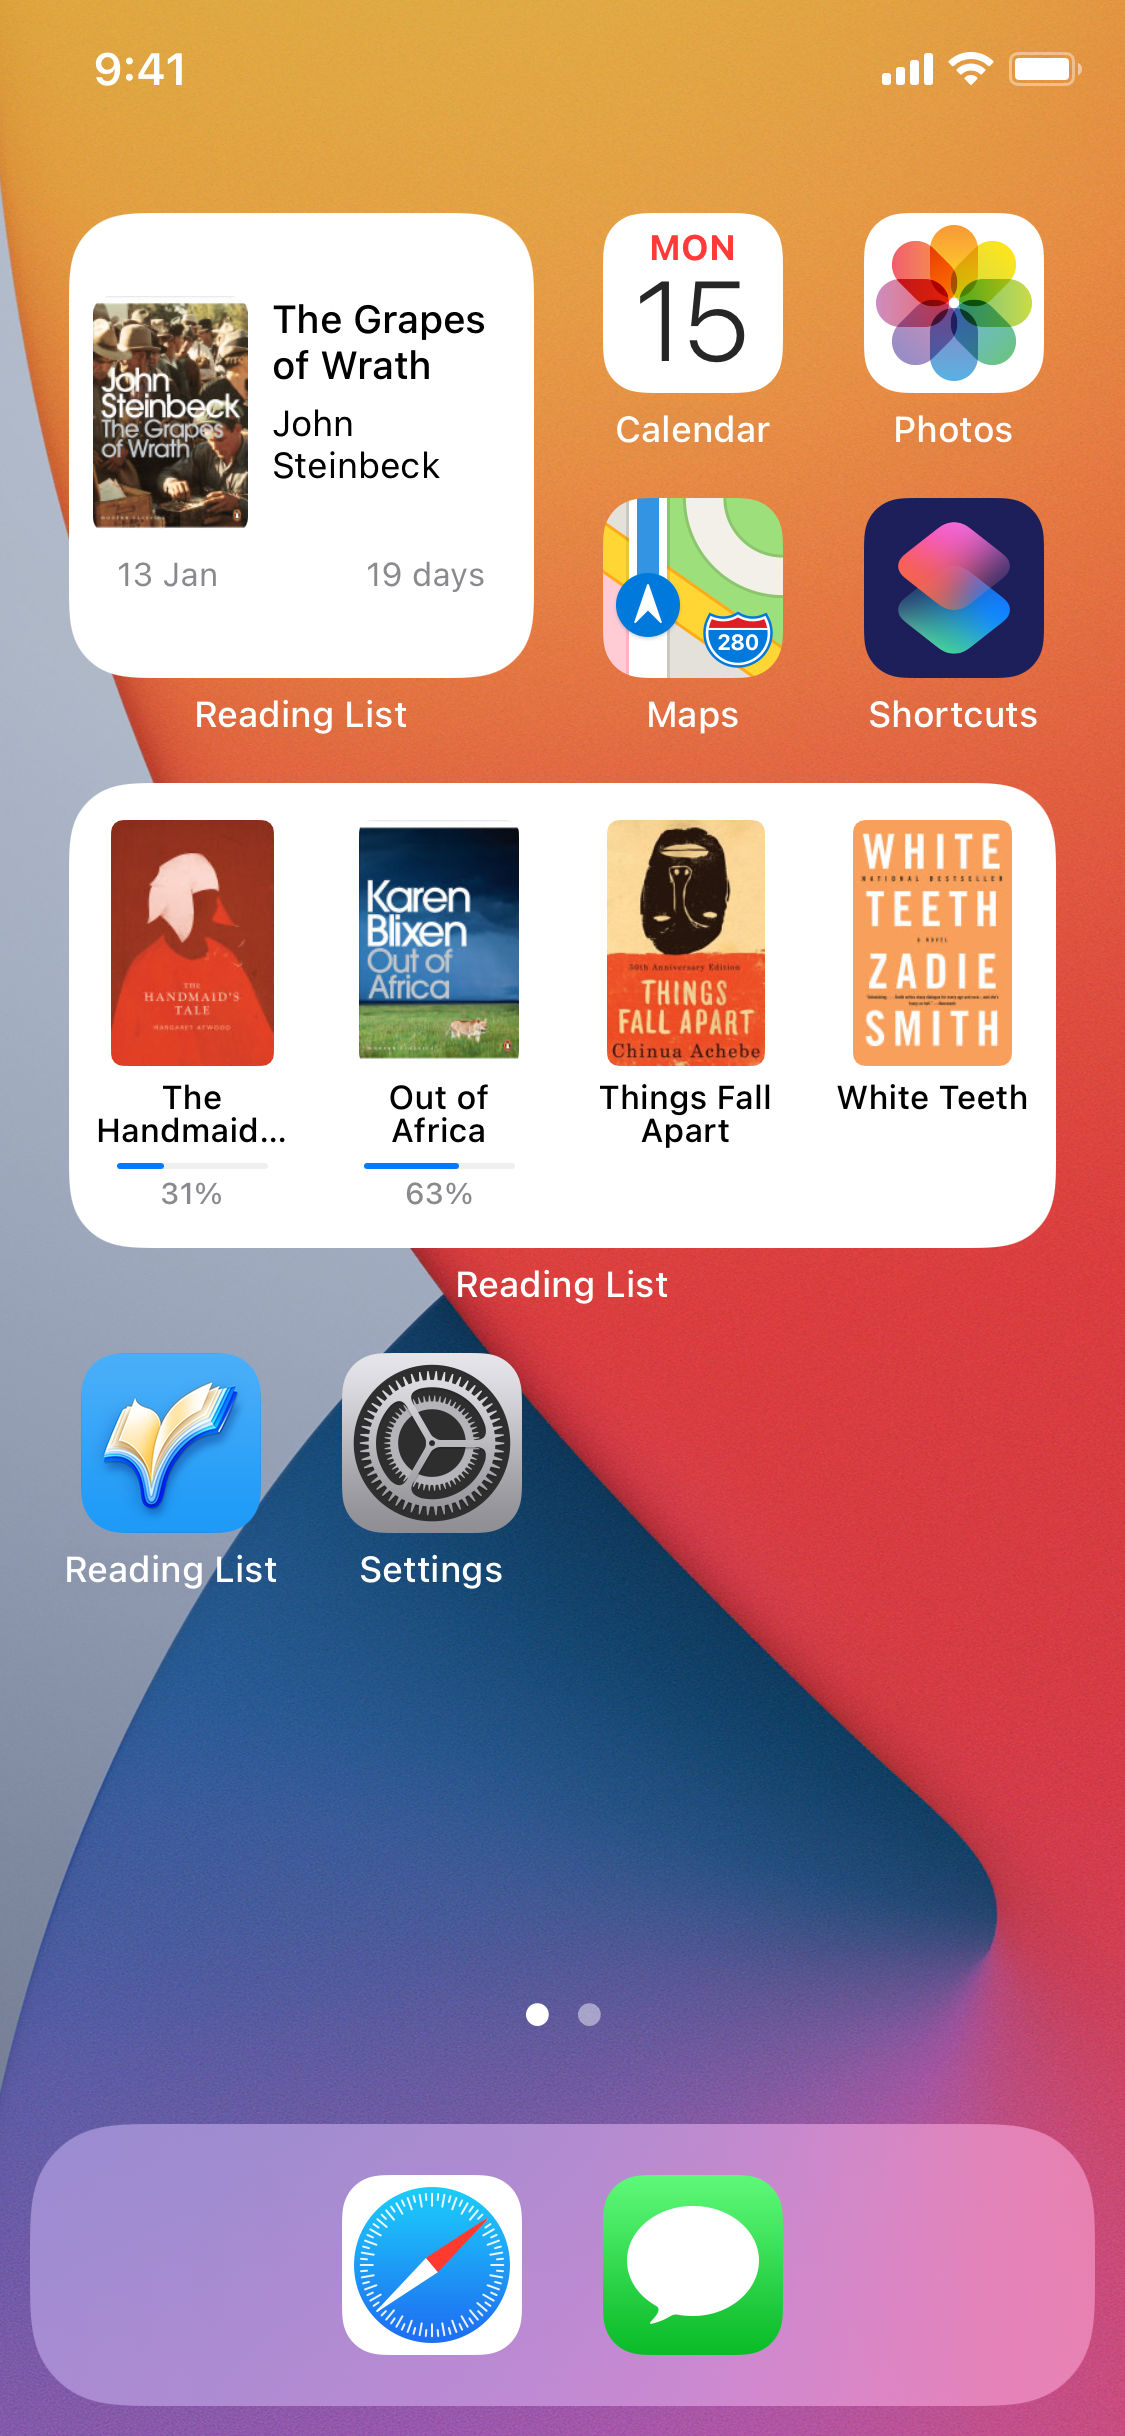 9:41
John
Steinbeck
The Grapes
of Wrath
The Grapes
of Wrath
John
Steinbeck
13 Jan
19 days
Reading List
MON
15
Calendar
Photos
280
Maps
Shortcuts
THE
HANDMAID'S
TALE
MARGARET ATWOOD
The
Handmaid...
31%
Karen
Blixen
Out of
Africa
Out of
Africa
63%
50th Anniversary Edition
THINGS
FALL APART
Chinua Achebe
Things Fall
Apart
WHITE
NATIONAL BESTSELLER
TEETH
A NOVEL
ZADIE
SMITH
White Teeth
Reading List
Reading List
Settings